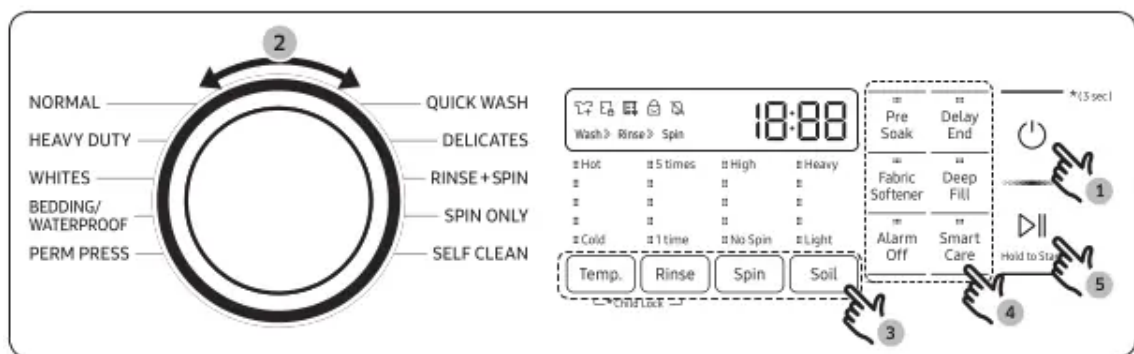 2
NORMAL
HEAVY DUTY
WHITES
BEDDING/
WATERPROOF
PERM PRESS
QUICK WASH
DELICATES
RINSE + SPIN
SPIN ONLY
SELF CLEAN
18:88
Wash» Rinse» Spin
Hot 5 times High Heavy
Cold 1 time No Spin Light
Temp. Rinse Spin Soil
*Child Lock
3
Pre
Soak
Delay
End
Fabric
Softener
Deep
Fill
Alarm
Off
Smart
Care
4
*(3 sec)
1
Hold to
5